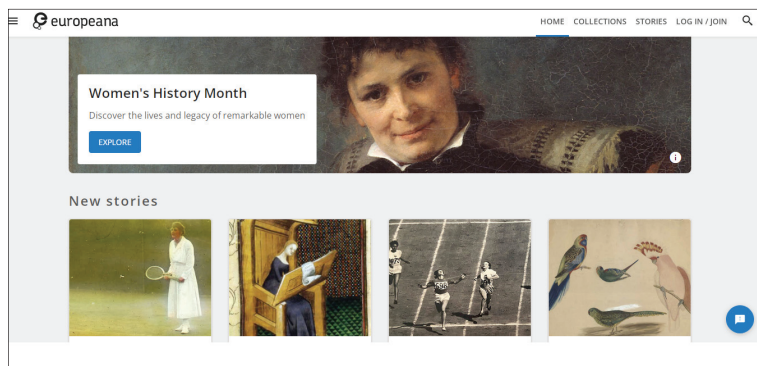 europeana
HOME COLLECTIONS STORIES LOG IN / JOIN
Women's History Month
Discover the lives and legacy of remarkable women
EXPLORE
New stories